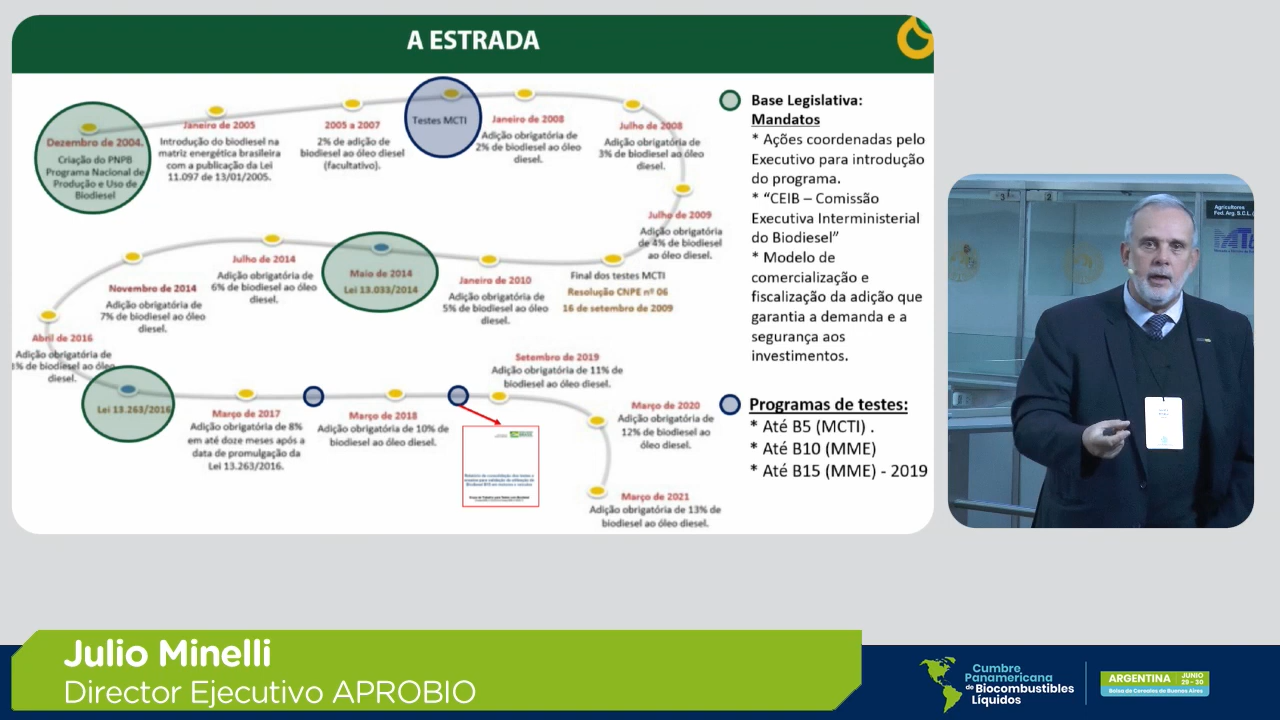 A ESTRADA
Dezembro de 2004.
Criação do PNPB
Programa Nacional de
Produção e Uso de
Biodiesel
Janeiro de 2005
Introdução do biodiesel na
matriz energética brasileira
com a publicação da Lei
11.097 de 13/01/2005.
2005 a 2007
2% de adição de
biodiesel ao óleo diesel
(facultativo).
Testes MCTI
Janeiro de 2008
Adição obrigatória de
2% de biodiesel ao óleo
diesel.
Julho de 2008
Adição obrigatória de
3% de biodiesel ao óleo
diesel.
Julho de 2009
Adição obrigatória
de 4% de biodiesel
ao óleo diesel.
Final dos testes MCTI
Resolução CNPE nº 06
16 de setembro de 2009
Janeiro de 2010
Adição obrigatória de
5% de biodiesel ao óleo
diesel.
Maio de 2014
Lei 13.033/2014
Julho de 2014
Adição obrigatória de
6% de biodiesel ao óleo
diesel.
Novembro de 2014
Adição obrigatória de
7% de biodiesel ao óleo
diesel.
Abril de 2016
Adição obrigatória de
% de biodiesel ao óleo
diesel.
Lei 13.263/2016
Março de 2017
Adição obrigatória de 8%
em até doze meses após a
data de promulgação da
Lei 13.263/2016.
Março de 2018
Adição obrigatória de 10% de
biodiesel ao óleo diesel.
Setembro de 2019
Adição obrigatória de 11% de
biodiesel ao óleo diesel.
Março de 2020
Adição obrigatória de
12% de biodiesel ao
óleo diesel.
Março de 2021
Adição obrigatória de 13% de
biodiesel ao óleo diesel.
Base Legislativa:
Mandatos
* Ações coordenadas pelo
Executivo para introdução
do programa.
* “CEIB – Comissão
Executiva Interministerial
do Biodiesel”
* Modelo de
comercialização e
fiscalização da adição que
garantia a demanda e a
segurança aos
investimentos.
Programas de testes:
* Até B5 (MCTI) .
* Até B10 (MME)
* Até B15 (MME) - 2019
Agricultores
Fed. Arg. S.C.L.
Julio Minelli
Director Ejecutivo APROBIO
Cumbre
Panamericana
de Biocombustibles
Líquidos
ARGENTINA
JUNIO
29 - 30
Bolsa de Cereales de Buenos Aires